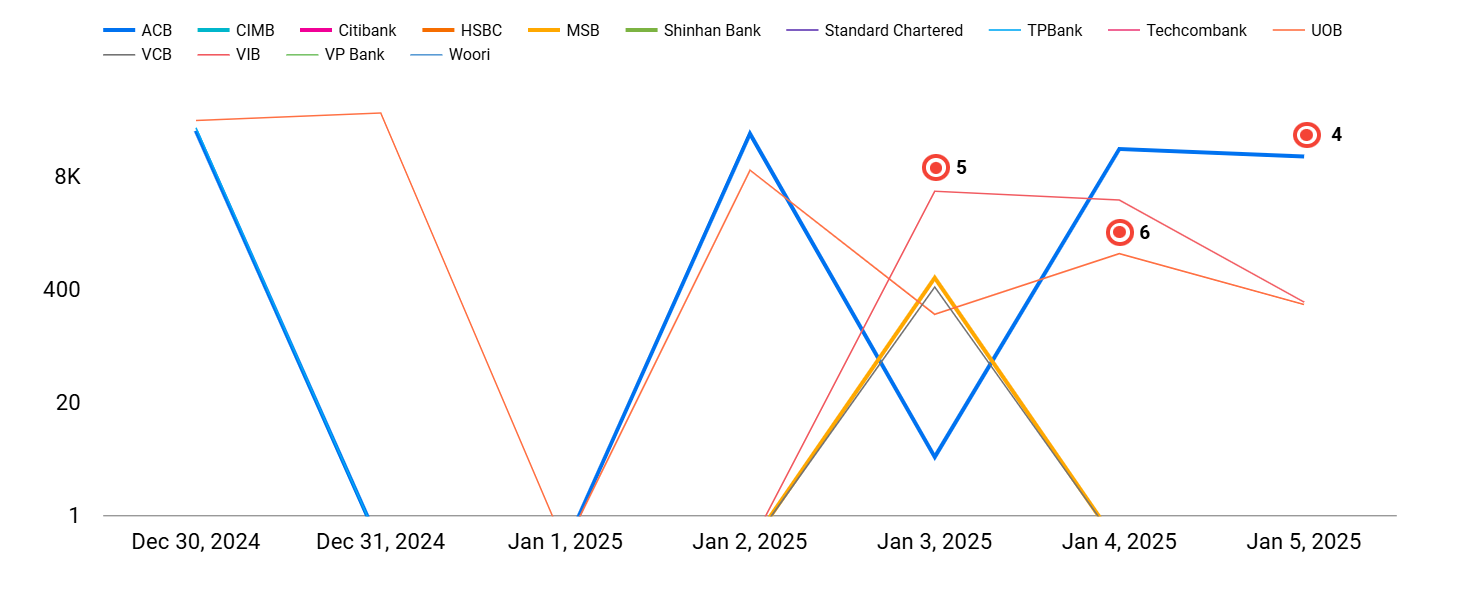 ACB CIMB Citibank HSBC MSB Shinhan Bank Standard Chartered TPBank Techcombank UOB
VCB VIB VP Bank Woori
4
5
8K
6
400
20
1
Dec 30, 2024 Dec 31, 2024 Jan 1, 2025 Jan 2, 2025 Jan 3, 2025 Jan 4, 2025 Jan 5, 2025